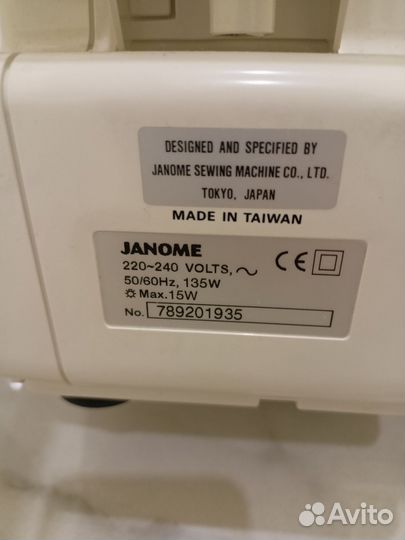 DESIGNED AND SPECIFIED BY
JANOME SEWING MACHINE CO., LTD.
TOKYO, JAPAN
MADE IN TAIWAN
JANOME
220~240 VOLTS, ~ CE
50/60Hz, 135W
Max.15W
No. 789201935
Avito